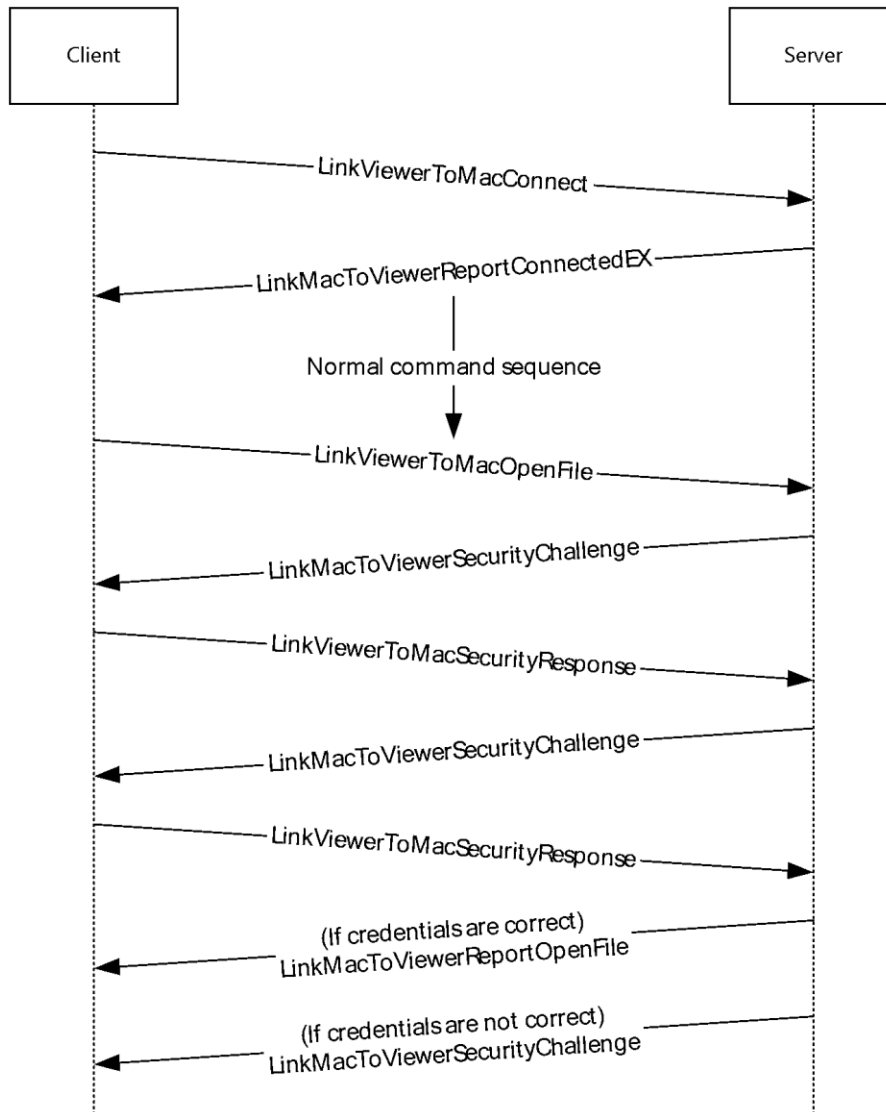 Client
Server
LinkViewerToMacConnect
LinkMacToViewerReportConnectedEX
Normal command sequence
LinkViewerToMacOpenFile
LinkMacToViewerSecurityChallenge
LinkViewerToMacSecurityResponse
LinkMacToViewerSecurityChallenge
LinkViewerToMacSecurityResponse
(If credentials are correct)
LinkMacToViewerReportOpenFile
(If credentials are not correct)
LinkMacToViewerSecurityChallenge